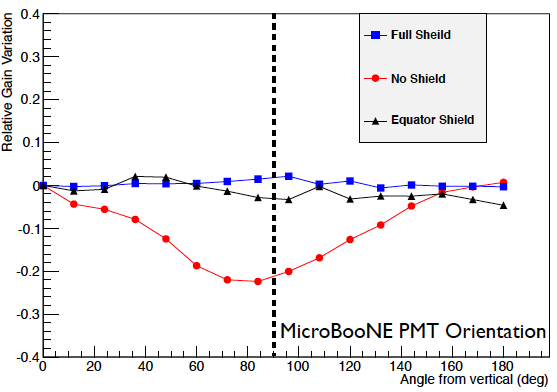 Relative Gain Variation
0.4
0.3
0.2
0.1
0
-0.1
-0.2
-0.3
-0.4
Full Sheild
No Shield
Equator Shield
MicroBooNE PMT Orientation
0 20 40 60 80 100 120 140 160 180
Angle from vertical (deg)